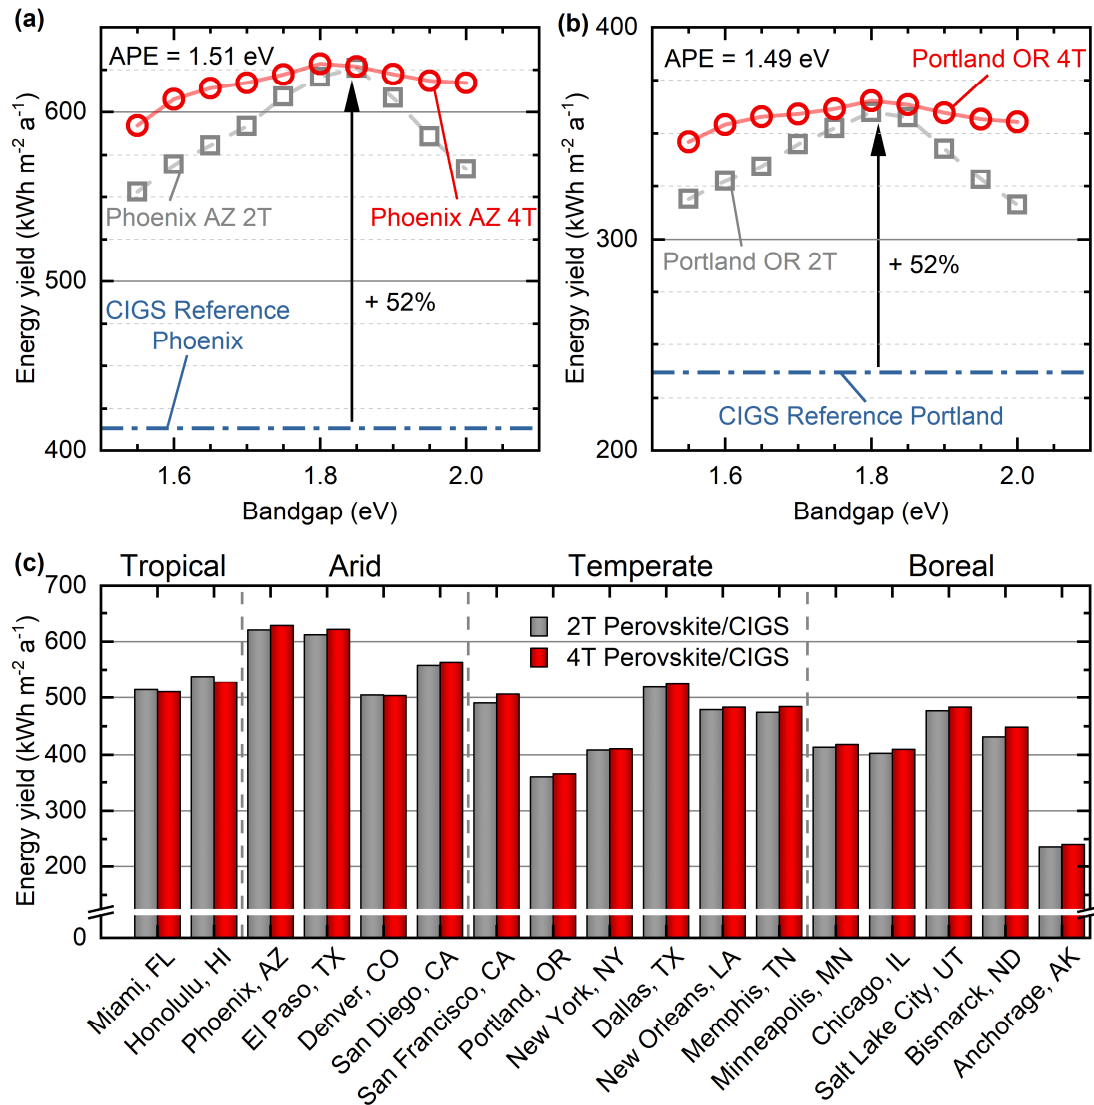 (a)
APE = 1.51 eV
600
500
400
Energy yield (kWh m-2 a-1)
Phoenix AZ 2T
Phoenix AZ 4T
+ 52%
CIGS Reference
Phoenix
1.6
1.8
2.0
Bandgap (eV)
(b)
400
APE = 1.49 eV
Portland OR 4T
300
200
Energy yield (kWh m-2 a-1)
Portland OR 2T
+ 52%
CIGS Reference Portland
1.6
1.8
2.0
Bandgap (eV)
(c)
Tropical
Arid
Temperate
Boreal
700
600
500
400
300
200
0
Energy yield (kWh m-2 a-1)
2T Perovskite/CIGS
4T Perovskite/CIGS
Miami, FL
Honolulu, HI
Phoenix, AZ
El Paso, TX
Denver, CO
San Diego, CA
San Francisco, CA
Portland, OR
New York, NY
Dallas, TX
New Orleans, LA
Memphis, TN
Minneapolis, MN
Chicago, IL
Salt Lake City, UT
Bismarck, ND
Anchorage, AK